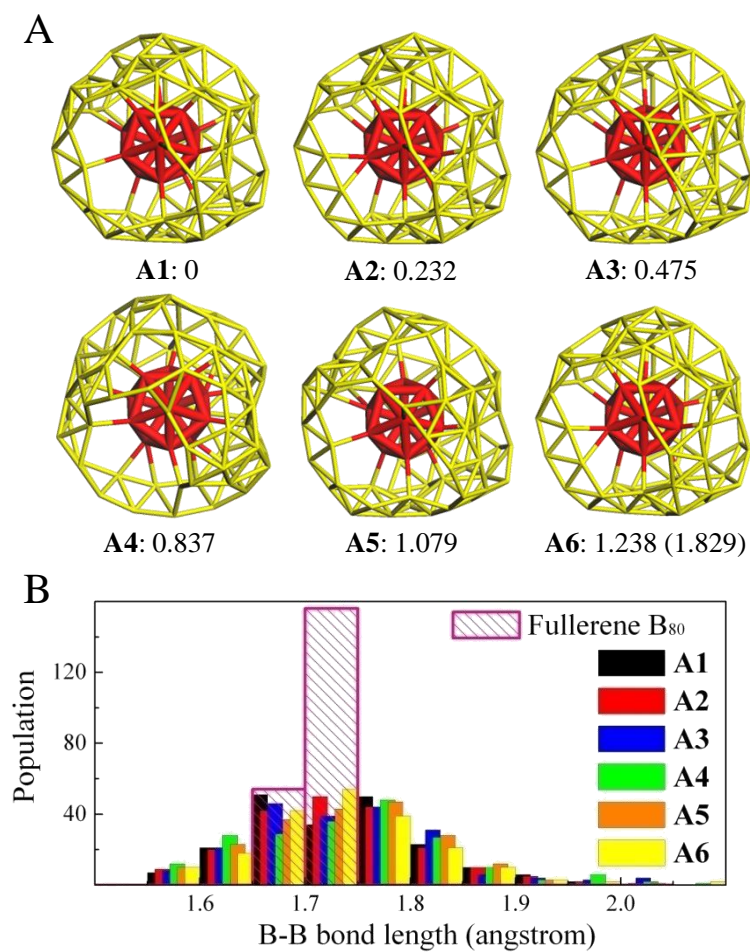 A
A1: 0
A2: 0.232
A3: 0.475
A4: 0.837
A5: 1.079
A6: 1.238 (1.829)
B
Fullerene B80
A1
A2
A3
A4
A5
A6
Population
120
80
40
1.6
1.7
1.8
1.9
2.0
B-B bond length (angstrom)